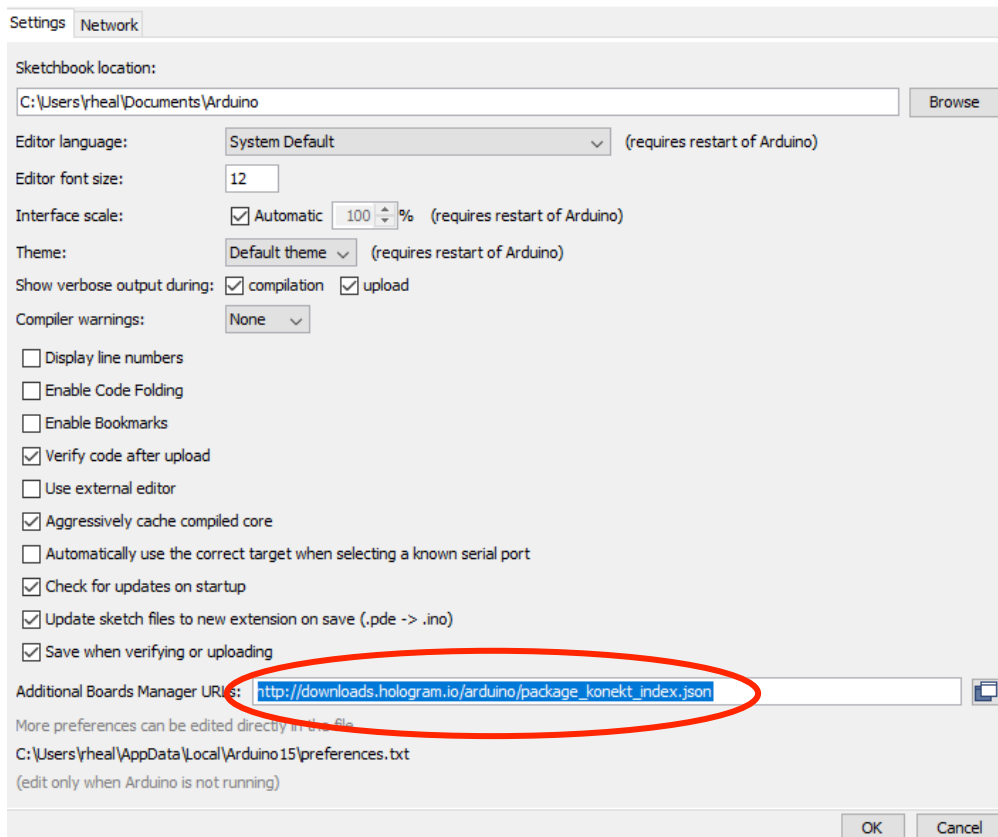 Settings Network
Sketchbook location:
C:\Users\rheal\Documents\Arduino Browse
Editor language: System Default (requires restart of Arduino)
Editor font size: 12
Interface scale: Automatic 100 % (requires restart of Arduino)
Theme: Default theme (requires restart of Arduino)
Show verbose output during: compilation upload
Compiler warnings: None
Display line numbers
Enable Code Folding
Enable Bookmarks
Verify code after upload
Use external editor
Aggressively cache compiled core
Automatically use the correct target when selecting a known serial port
Check for updates on startup
Update sketch files to new extension on save (.pde -> .ino)
Save when verifying or uploading
Additional Boards Manager URLs: http://downloads.hologram.io/arduino/package_konekt_index.json
More preferences can be edited directly in the file
C:\Users\rheal\AppData\Local\Arduino15\preferences.txt
(edit only when Arduino is not running)
OK Cancel